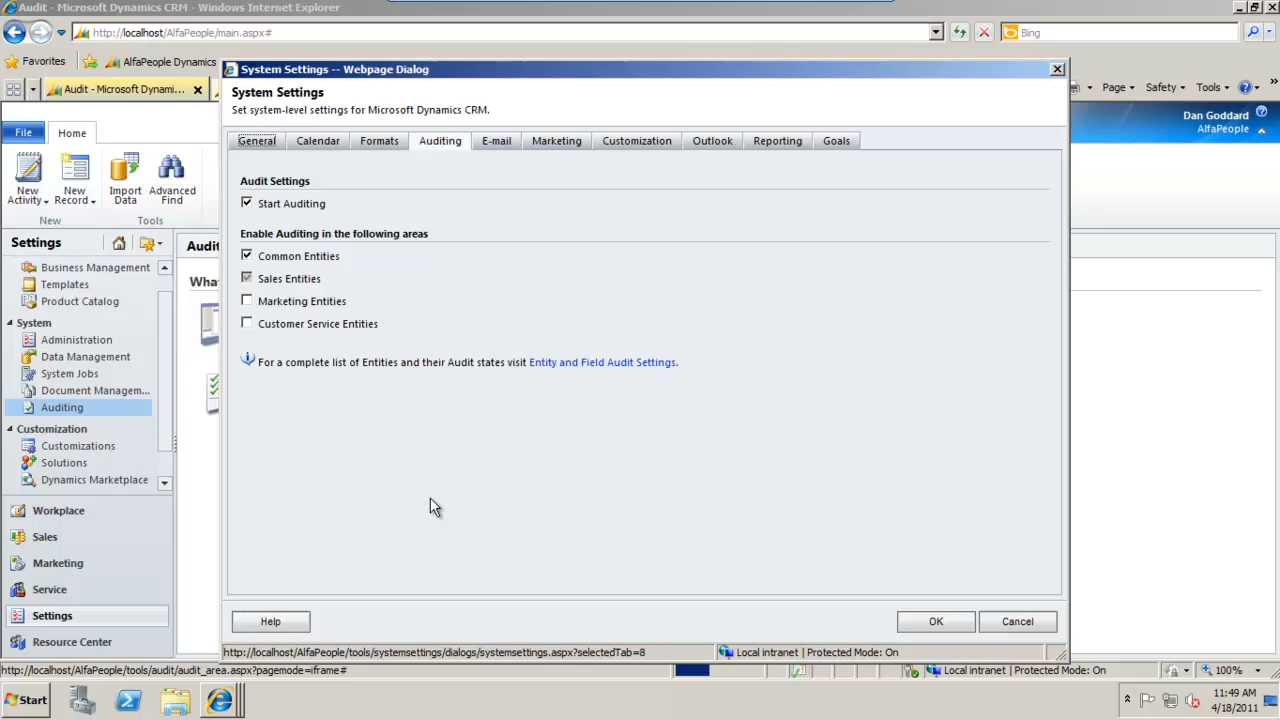 Audit - Microsoft Dynamics CRM - Windows Internet Explorer
http://localhost/AlfaPeople/main.aspx#
Bing
Favorites
AlfaPeople Dynamics
Audit - Microsoft Dynami...
Page
Safety
Tools
System Settings -- Webpage Dialog
System Settings
Set system-level settings for Microsoft Dynamics CRM.
General
Calendar
Formats
Auditing
E-mail
Marketing
Customization
Outlook
Reporting
Goals
Audit Settings
Start Auditing
Enable Auditing in the following areas
Common Entities
Sales Entities
Marketing Entities
Customer Service Entities
For a complete list of Entities and their Audit states visit Entity and Field Audit Settings.
Help
OK
Cancel
http://localhost/AlfaPeople/tools/systemsettings/dialogs/systemsettings.aspx?selectedTab=8
Local intranet | Protected Mode: On
File
Home
Dan Goddard
AlfaPeople
New Activity
New Record
Import Data
Advanced Find
New
Tools
Settings
Business Management
Templates
Product Catalog
System
Administration
Data Management
System Jobs
Document Managem...
Auditing
Customization
Customizations
Solutions
Dynamics Marketplace
Workplace
Sales
Marketing
Service
Settings
Resource Center
Audit
http://localhost/AlfaPeople/tools/audit/audit_area.aspx?pagemode=iframe#
Local intranet | Protected Mode: On
100%
Start
11:49 AM
4/18/2011